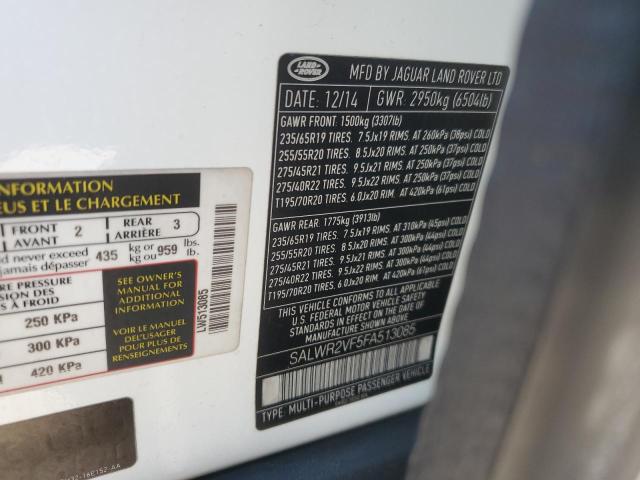 LAND ROVER
MFD BY JAGUAR LAND ROVER LTD
DATE: 12/14 GWR: 2950kg (6504lb)
GAWR FRONT: 1500kg (3307lb)
235/65R19 TIRES. 7.5Jx19 RIMS. AT 260kPa (38psi) COLD
255/55R20 TIRES. 8.5Jx20 RIMS. AT 250kPa (37psi) COLD
275/45R21 TIRES. 9.5Jx21 RIMS. AT 250kPa (37psi) COLD
275/40R22 TIRES. 9.5Jx22 RIMS. AT 250kPa (37psi) COLD
T195/70R20 TIRES. 6.0Jx20 RIMS. AT 420kPa (61psi) COLD
GAWR REAR: 1775kg (3913lb)
235/65R19 TIRES. 7.5Jx19 RIMS. AT 310kPa (45psi) COLD
255/55R20 TIRES. 8.5Jx20 RIMS. AT 300kPa (44psi) COLD
275/45R21 TIRES. 9.5Jx21 RIMS. AT 300kPa (44psi) COLD
275/40R22 TIRES. 9.5Jx22 RIMS. AT 300kPa (44psi) COLD
T195/70R20 TIRES. 6.0Jx20 RIMS. AT 420kPa (61psi) COLD
THIS VEHICLE CONFORMS TO ALL APPLICABLE
U.S FEDERAL MOTOR VEHICLE SAFETY
STANDARDS IN EFFECT ON THE DATE OF
MANUFACTURE SHOWN ABOVE.
SALWR2VF5FA513085
TYPE: MULTI-PURPOSE PASSENGER VEHICLE
INFORMATION
EUS ET LE CHARGEMENT
FRONT AVANT 2 REAR ARRIÈRE 3
d never exceed
jamais dépasser 435 kg or kg ou 959 lbs. lb.
E PRESSURE
SION DES
S À FROID
250 KPa
300 KPa
420 KPa
SEE OWNER'S
MANUAL FOR
ADDITIONAL
INFORMATION
VOIR LE MANUEL
DE L'USAGER
POUR PLUS DE
RENSEIGNEMENTS
LW513085